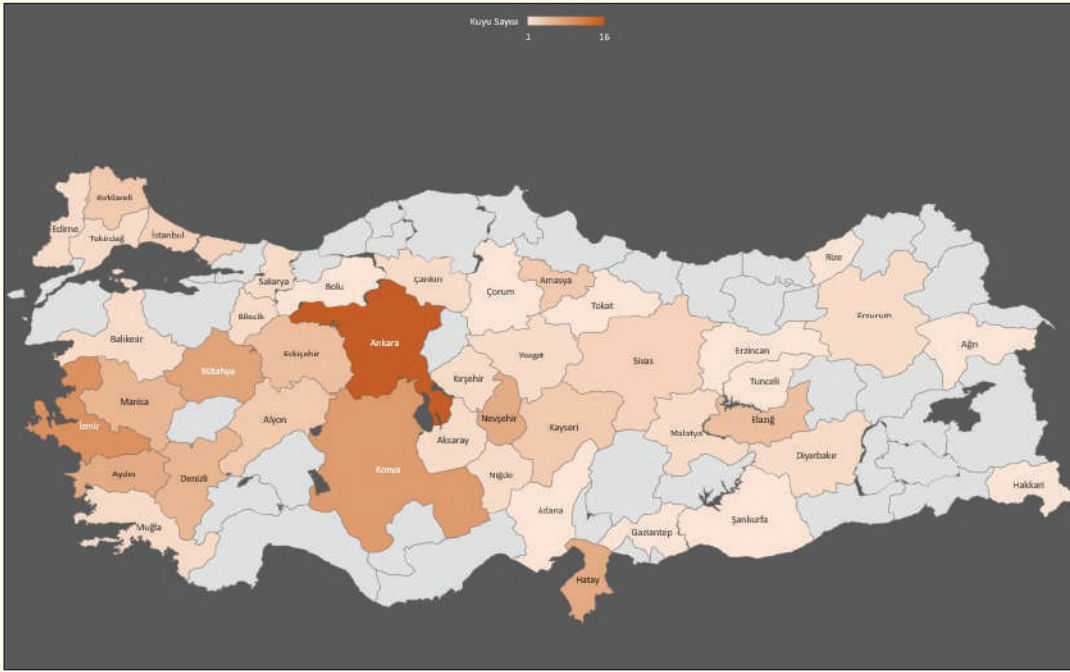 Kuyu Sayısı
1 16
Kırklareli
Edirne
Tekirdağ
İstanbul
Sakarya
Bolu
Çankırı
Çorum
Amasya
Tokat
Rize
Erzurum
Bilecik
Balıkesir
Ankara
Eskişehir
Kütahya
Yozgat
Sivas
Erzincan
Ağrı
Kırşehir
Tunceli
Manisa
Afyon
Nevşehir
Elazığ
İzmir
Aksaray
Kayseri
Malatya
Diyarbakır
Konya
Aydın
Denizli
Niğde
Hakkari
Muğla
Adana
Gaziantep
Şanlıurfa
Hatay